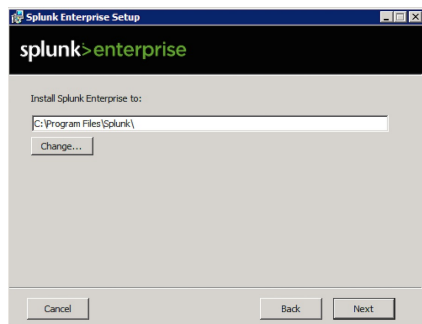 Splunk Enterprise Setup
splunk>enterprise
Install Splunk Enterprise to:
C:\Program Files\Splunk\
Change...
Cancel
Back
Next